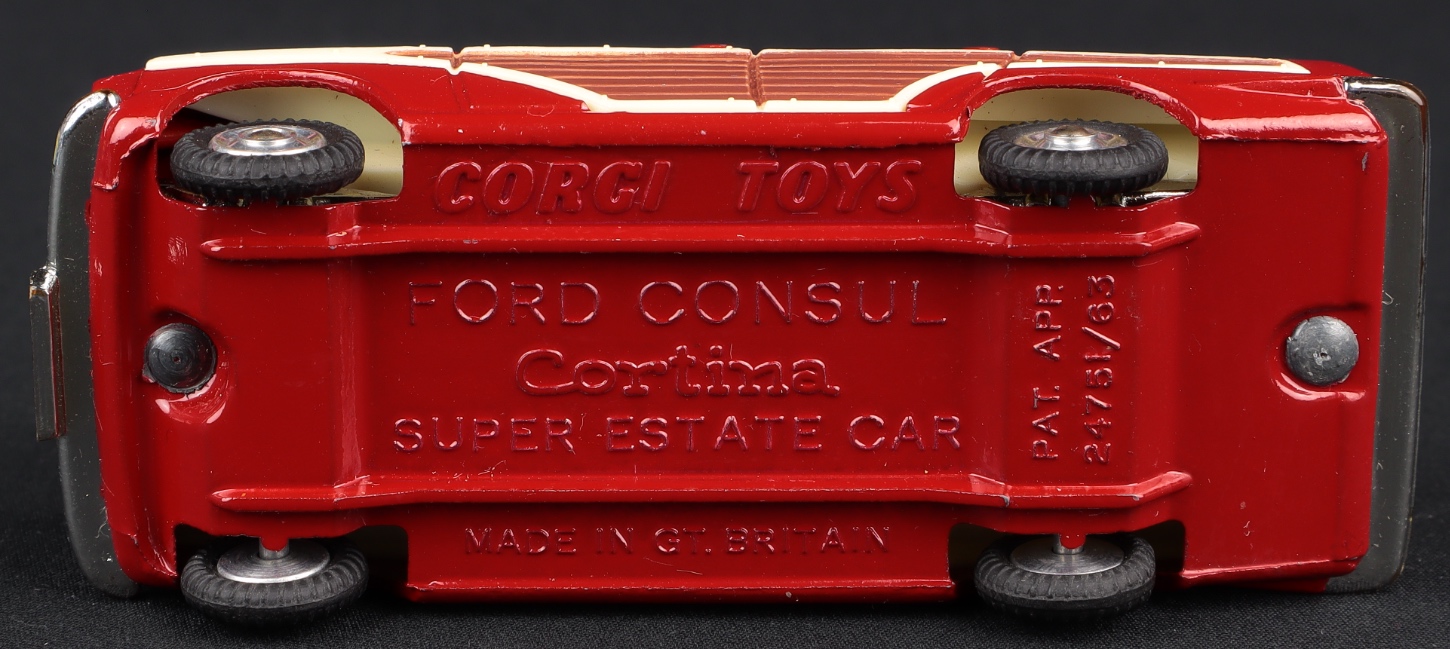 CORGI TOYS
FORD CONSUL
Cortina
SUPER ESTATE CAR
MADE IN GT. BRITAIN
PAT. APP.
24751/63